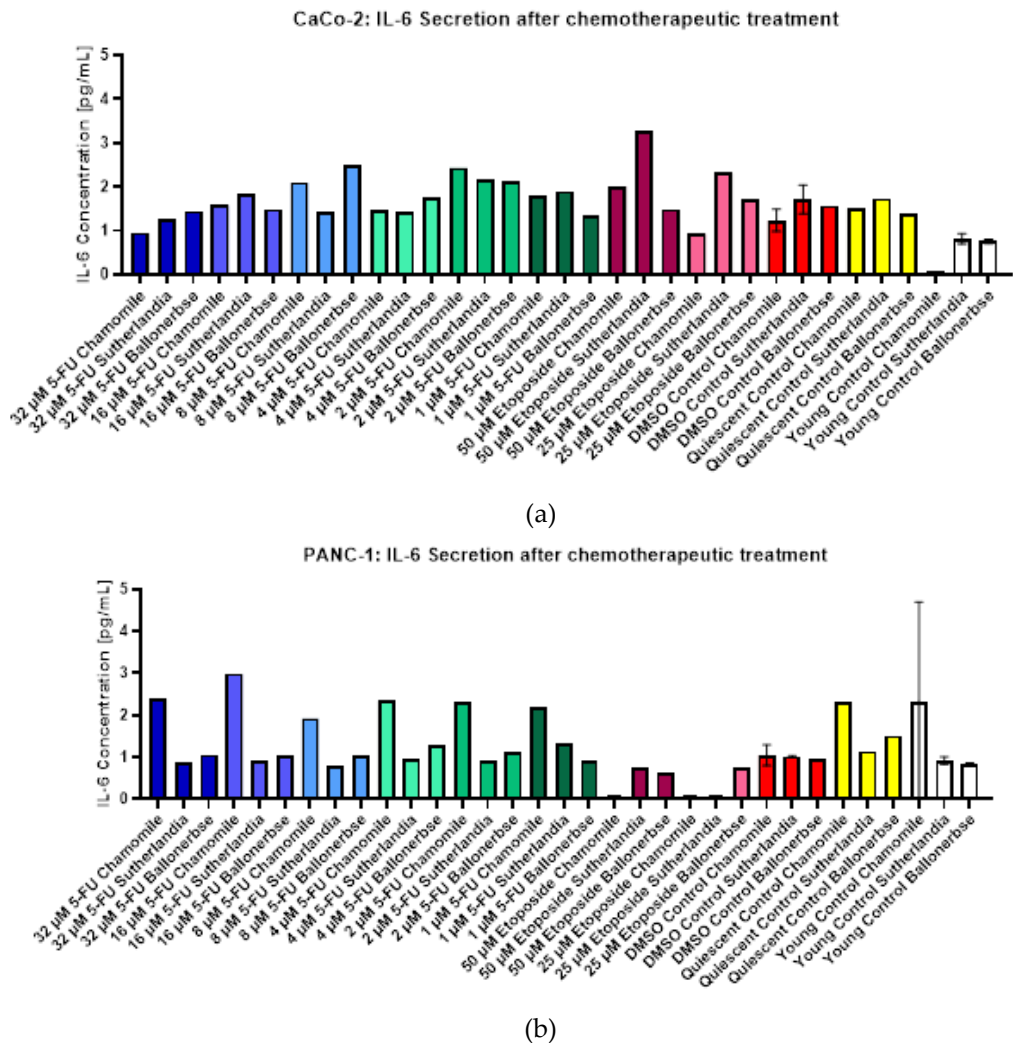 CaCo-2: IL-6 Secretion after chemotherapeutic treatment
IL-6 Concentration [pg/mL]
5
4
3
2
1
0
32 µM 5-FU Chamomile
32 µM 5-FU Sutherlandia
32 µM 5-FU Ballonerbse
16 µM 5-FU Chamomile
16 µM 5-FU Sutherlandia
16 µM 5-FU Ballonerbse
8 µM 5-FU Chamomile
8 µM 5-FU Sutherlandia
8 µM 5-FU Ballonerbse
4 µM 5-FU Chamomile
4 µM 5-FU Sutherlandia
4 µM 5-FU Ballonerbse
2 µM 5-FU Chamomile
2 µM 5-FU Sutherlandia
2 µM 5-FU Ballonerbse
1 µM 5-FU Chamomile
1 µM 5-FU Sutherlandia
1 µM 5-FU Ballonerbse
50 µM Etoposide Chamomile
50 µM Etoposide Sutherlandia
50 µM Etoposide Ballonerbse
25 µM Etoposide Chamomile
25 µM Etoposide Sutherlandia
25 µM Etoposide Ballonerbse
DMSO Control Chamomile
DMSO Control Sutherlandia
DMSO Control Ballonerbse
Quiescent Control Chamomile
Quiescent Control Sutherlandia
Quiescent Control Ballonerbse
Young Control Chamomile
Young Control Sutherlandia
Young Control Ballonerbse
(a)
PANC-1: IL-6 Secretion after chemotherapeutic treatment
IL-6 Concentration [pg/mL]
5
4
3
2
1
0
32 µM 5-FU Chamomile
32 µM 5-FU Sutherlandia
32 µM 5-FU Ballonerbse
16 µM 5-FU Chamomile
16 µM 5-FU Sutherlandia
16 µM 5-FU Ballonerbse
8 µM 5-FU Chamomile
8 µM 5-FU Sutherlandia
8 µM 5-FU Ballonerbse
4 µM 5-FU Chamomile
4 µM 5-FU Sutherlandia
4 µM 5-FU Ballonerbse
2 µM 5-FU Chamomile
2 µM 5-FU Sutherlandia
2 µM 5-FU Ballonerbse
1 µM 5-FU Chamomile
1 µM 5-FU Sutherlandia
1 µM 5-FU Ballonerbse
50 µM Etoposide Chamomile
50 µM Etoposide Sutherlandia
50 µM Etoposide Ballonerbse
25 µM Etoposide Chamomile
25 µM Etoposide Sutherlandia
25 µM Etoposide Ballonerbse
DMSO Control Chamomile
DMSO Control Sutherlandia
DMSO Control Ballonerbse
Quiescent Control Chamomile
Quiescent Control Sutherlandia
Quiescent Control Ballonerbse
Young Control Chamomile
Young Control Sutherlandia
Young Control Ballonerbse
(b)